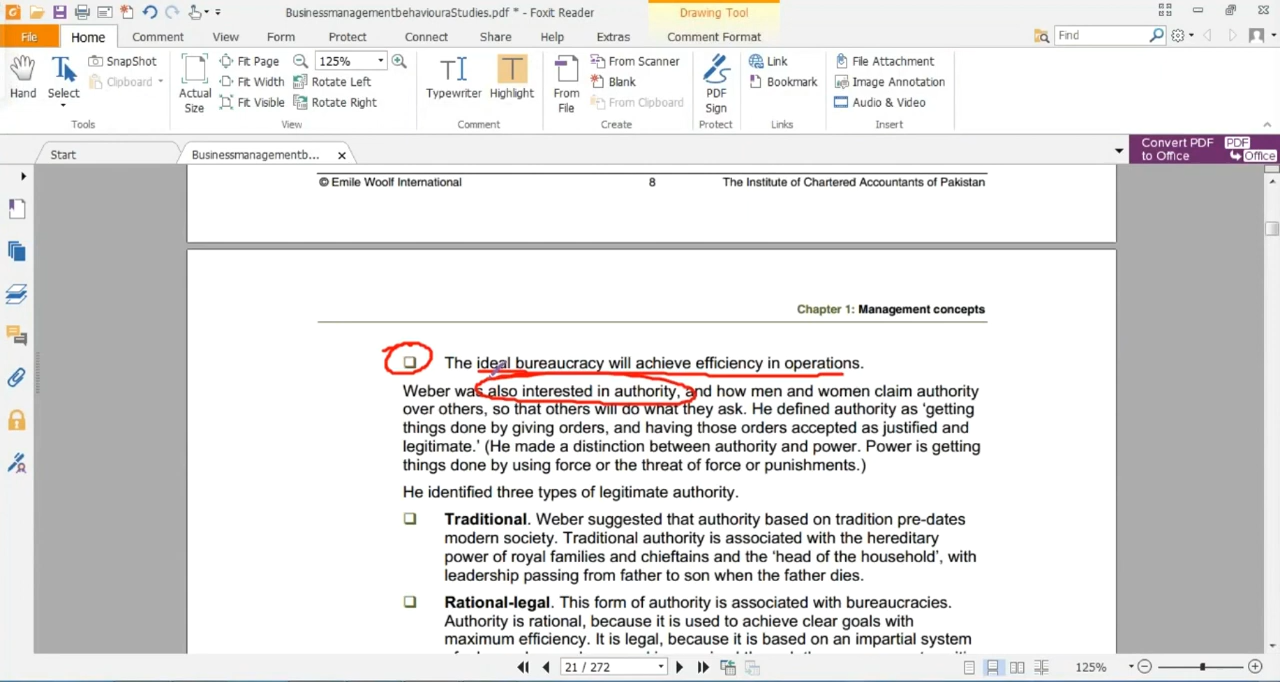 BusinessmanagementbehaviouraStudies.pdf * - Foxit Reader
Drawing Tool
File Home Comment View Form Protect Connect Share Help Extras Comment Format
Find
Hand
Select
SnapShot
Clipboard
Tools
Actual Size
Fit Page
Fit Width
Fit Visible
125%
Rotate Left
Rotate Right
View
Typewriter
Highlight
Comment
From File
From Scanner
Blank
From Clipboard
Create
PDF Sign
Protect
Link
Bookmark
Links
File Attachment
Image Annotation
Audio & Video
Insert
Start
Businessmanagementb...
Convert PDF
to Office
PDF
Office
© Emile Woolf International 8 The Institute of Chartered Accountants of Pakistan
Chapter 1: Management concepts
The ideal bureaucracy will achieve efficiency in operations.
Weber was also interested in authority, and how men and women claim authority
over others, so that others will do what they ask. He defined authority as ‘getting
things done by giving orders, and having those orders accepted as justified and
legitimate.’ (He made a distinction between authority and power. Power is getting
things done by using force or the threat of force or punishments.)
He identified three types of legitimate authority.
Traditional. Weber suggested that authority based on tradition pre-dates
modern society. Traditional authority is associated with the hereditary
power of royal families and chieftains and the ‘head of the household’, with
leadership passing from father to son when the father dies.
Rational-legal. This form of authority is associated with bureaucracies.
Authority is rational, because it is used to achieve clear goals with
maximum efficiency. It is legal, because it is based on an impartial system
21 / 272
125%